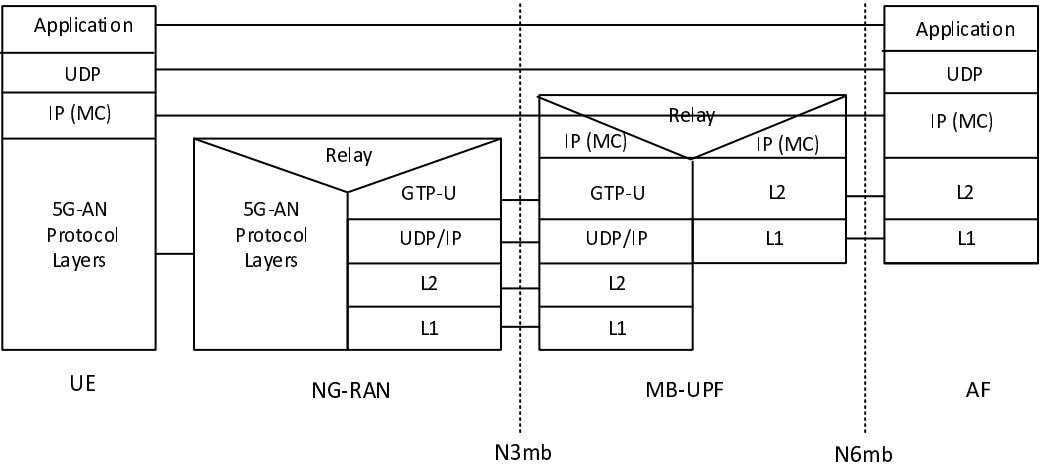 Application
UDP
IP (MC)
5G-AN
Protocol
Layers
UE
Relay
5G-AN
Protocol
Layers
GTP-U
UDP/IP
L2
L1
NG-RAN
Relay
IP (MC)
IP (MC)
GTP-U
UDP/IP
L2
L1
L2
L1
MB-UPF
Application
UDP
IP (MC)
L2
L1
AF
N3mb
N6mb